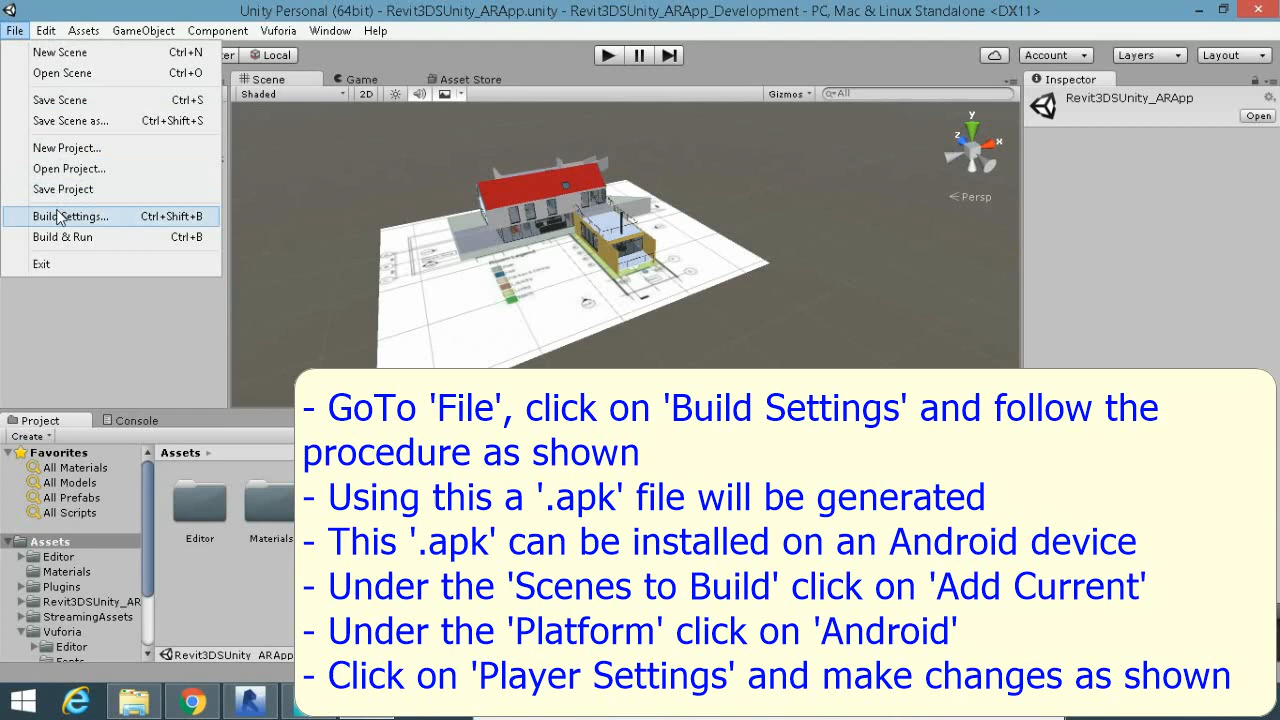 Unity Personal (64bit) - Revit3DSUnity_ARApp.unity - Revit3DSUnity_ARApp_Development - PC, Mac & Linux Standalone <DX11>
File Edit Assets GameObject Component Vuforia Window Help
New Scene Ctrl+N
Open Scene Ctrl+O
Save Scene Ctrl+S
Save Scene as... Ctrl+Shift+S
New Project...
Open Project...
Save Project
Build Settings... Ctrl+Shift+B
Build & Run Ctrl+B
Exit
Local
Account Layers Layout
Scene Game Asset Store
Shaded 2D Gizmos All
y
z x
Persp
Inspector
Revit3DSUnity_ARApp
Open
Project Console
Create
Favorites
All Materials
All Models
All Prefabs
All Scripts
Assets
Editor
Materials
Plugins
Revit3DSUnity_AR
StreamingAssets
Vuforia
Editor
Assets
Editor Materials
Revit3DSUnity ARApp
- GoTo 'File', click on 'Build Settings' and follow the
procedure as shown
- Using this a '.apk' file will be generated
- This '.apk' can be installed on an Android device
- Under the 'Scenes to Build' click on 'Add Current'
- Under the 'Platform' click on 'Android'
- Click on 'Player Settings' and make changes as shown